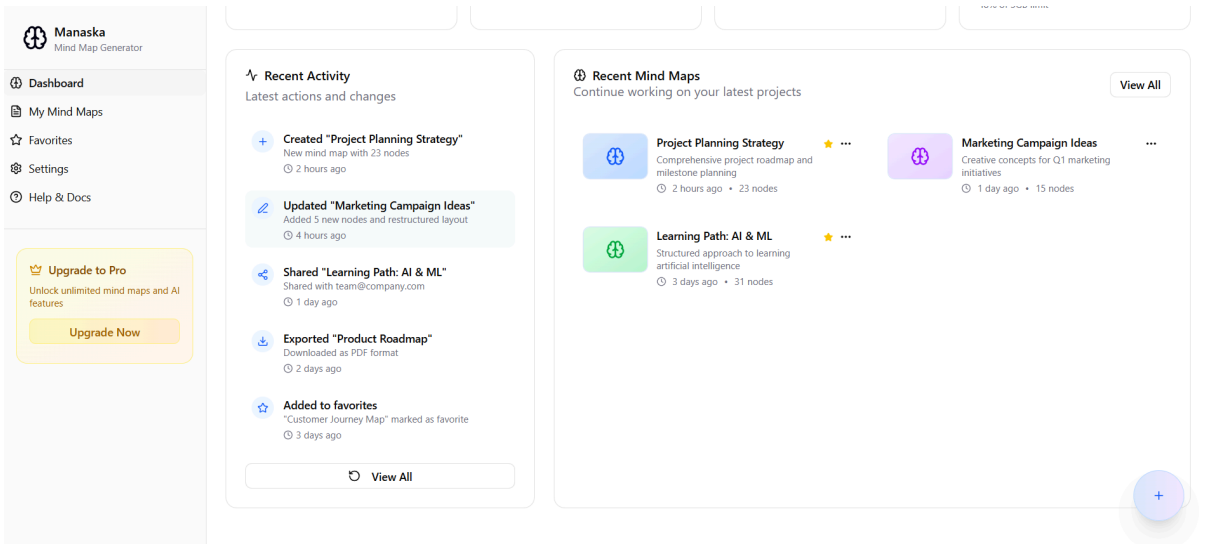 Manaska
Mind Map Generator
Dashboard
My Mind Maps
Favorites
Settings
Help & Docs
Upgrade to Pro
Unlock unlimited mind maps and AI
features
Upgrade Now
Recent Activity
Latest actions and changes
Created "Project Planning Strategy"
New mind map with 23 nodes
2 hours ago
Updated "Marketing Campaign Ideas"
Added 5 new nodes and restructured layout
4 hours ago
Shared "Learning Path: AI & ML"
Shared with team@company.com
1 day ago
Exported "Product Roadmap"
Downloaded as PDF format
2 days ago
Added to favorites
"Customer Journey Map" marked as favorite
3 days ago
View All
Recent Mind Maps
Continue working on your latest projects
View All
Project Planning Strategy
Comprehensive project roadmap and
milestone planning
2 hours ago • 23 nodes
Marketing Campaign Ideas
Creative concepts for Q1 marketing
initiatives
1 day ago • 15 nodes
Learning Path: AI & ML
Structured approach to learning
artificial intelligence
3 days ago • 31 nodes